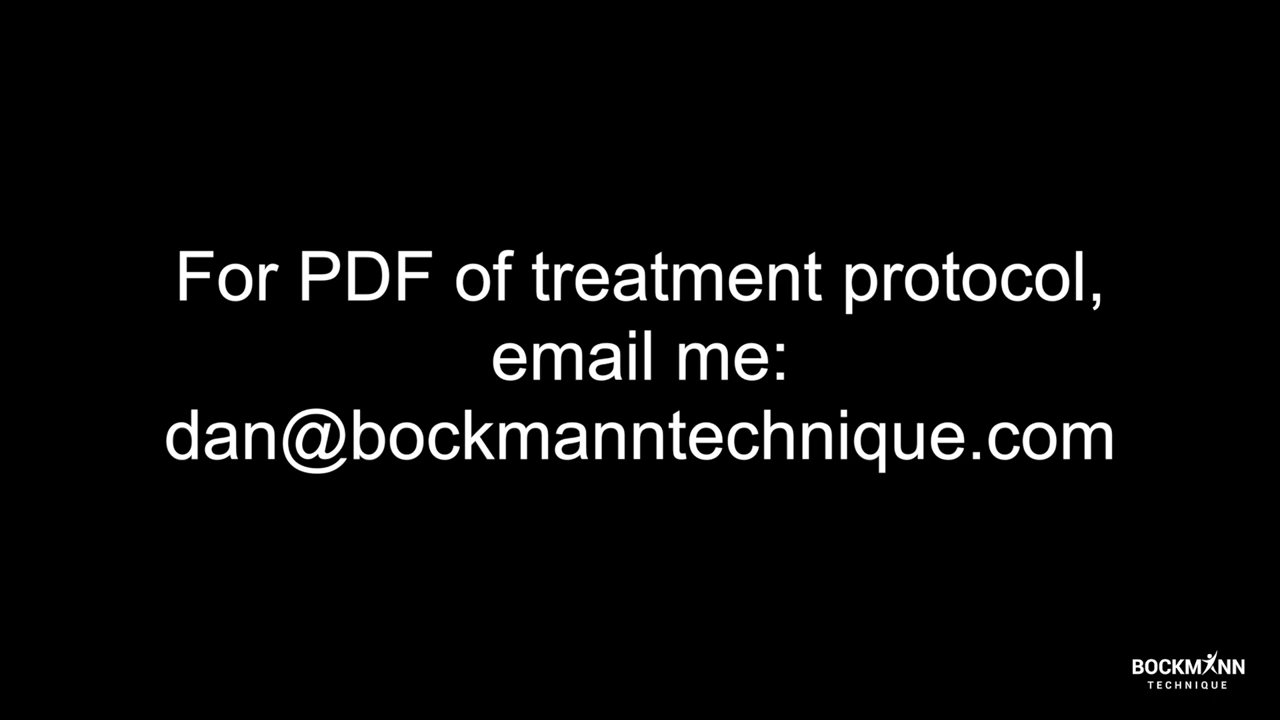 For PDF of treatment protocol,
email me:
dan@bockmanntechnique.com
BOCKMANN
TECHNIQUE